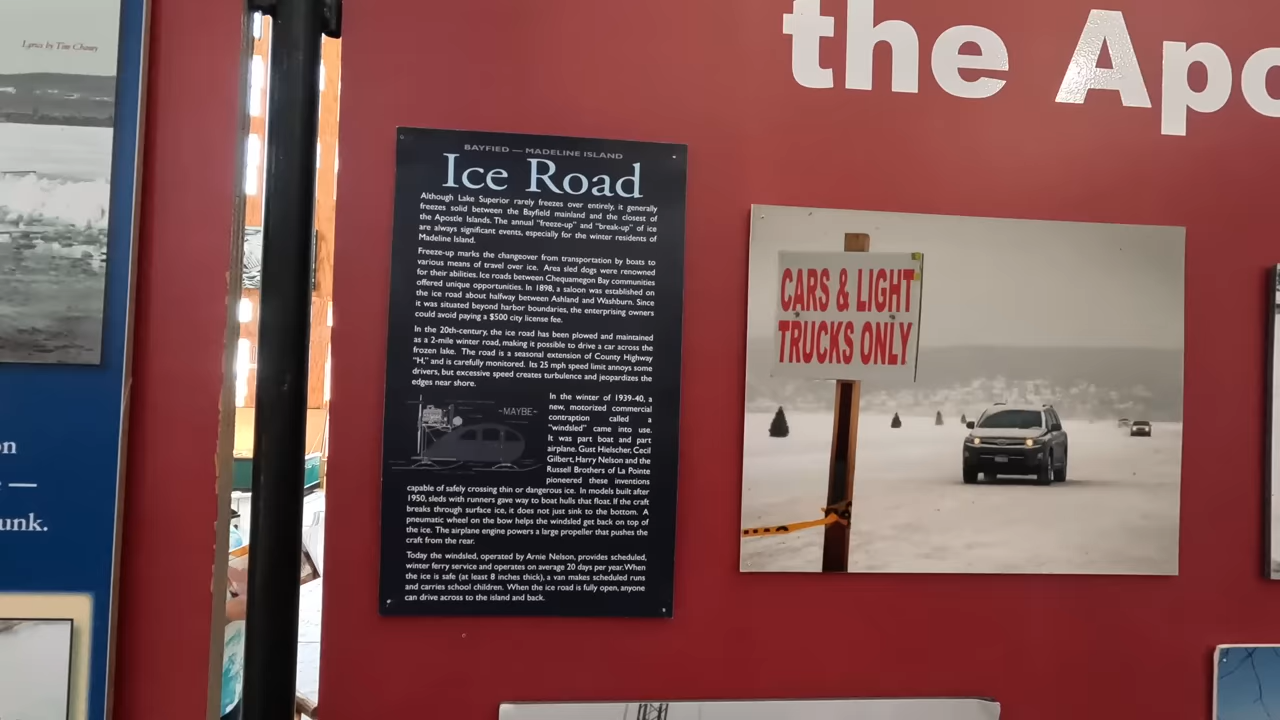 Lyrics by Tim Chaney
the Apo
BAYFIED — MADELINE ISLAND
Ice Road
Although Lake Superior rarely freezes over entirely, it generally
freezes solid between the Bayfield mainland and the closest of
the Apostle Islands. The annual "freeze-up" and "break-up" of ice
are always significant events, especially for the winter residents of
Madeline Island.
Freeze-up marks the changeover from transportation by boats to
various means of travel over ice. Area sled dogs were renowned
for their abilities. Ice roads between Chequamegon Bay communities
offered unique opportunities. In 1898, a saloon was established on
the ice road about halfway between Ashland and Washburn. Since
it was situated beyond harbor boundaries, the enterprising owners
could avoid paying a $500 city license fee.
In the 20th-century, the ice road has been plowed and maintained
as a 2-mile winter road, making it possible to drive a car across the
frozen lake. The road is a seasonal extension of County Highway
"H," and is carefully monitored. Its 25 mph speed limit annoys some
drivers, but excessive speed creates turbulence and jeopardizes the
edges near shore.
~MAYBE~
In the winter of 1939-40, a
new, motorized commercial
contraption called a
"windsled" came into use.
It was part boat and part
airplane. Gust Hielscher, Cecil
Gilbert, Harry Nelson and the
Russell Brothers of La Pointe
pioneered these inventions
capable of safely crossing thin or dangerous ice. In models built after
1950, sleds with runners gave way to boat hulls that float. If the craft
breaks through surface ice, it does not just sink to the bottom. A
pneumatic wheel on the bow helps the windsled get back on top of
the ice. The airplane engine powers a large propeller that pushes the
craft from the rear.
Today the windsled, operated by Arnie Nelson, provides scheduled,
winter ferry service and operates on average 20 days per year. When
the ice is safe (at least 8 inches thick), a van makes scheduled runs
and carries school children. When the ice road is fully open, anyone
can drive across to the island and back.
CARS & LIGHT
TRUCKS ONLY
on
—
unk.